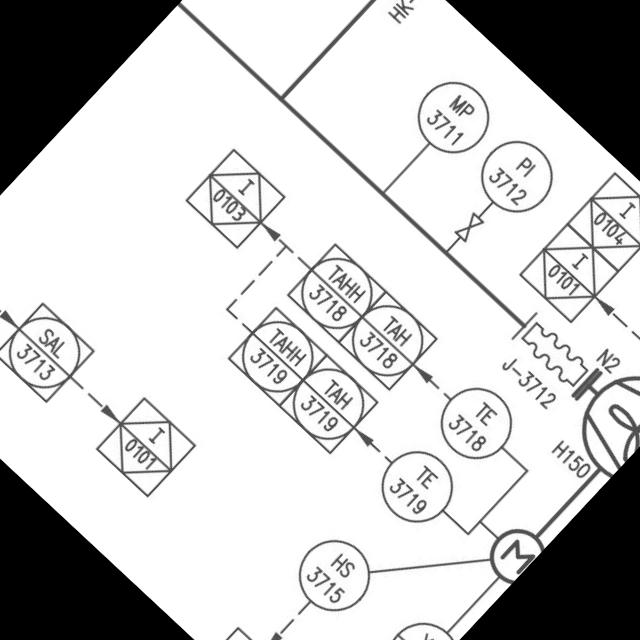 HK
MP
3711
PI
3712
I
0104
I
0101
I
0103
TAHH
3718
TAH
3718
TAHH
3719
TAH
3719
SAL
3713
I
0101
J-3712
N2
TE
3718
TE
3719
H150
HS
3715
M